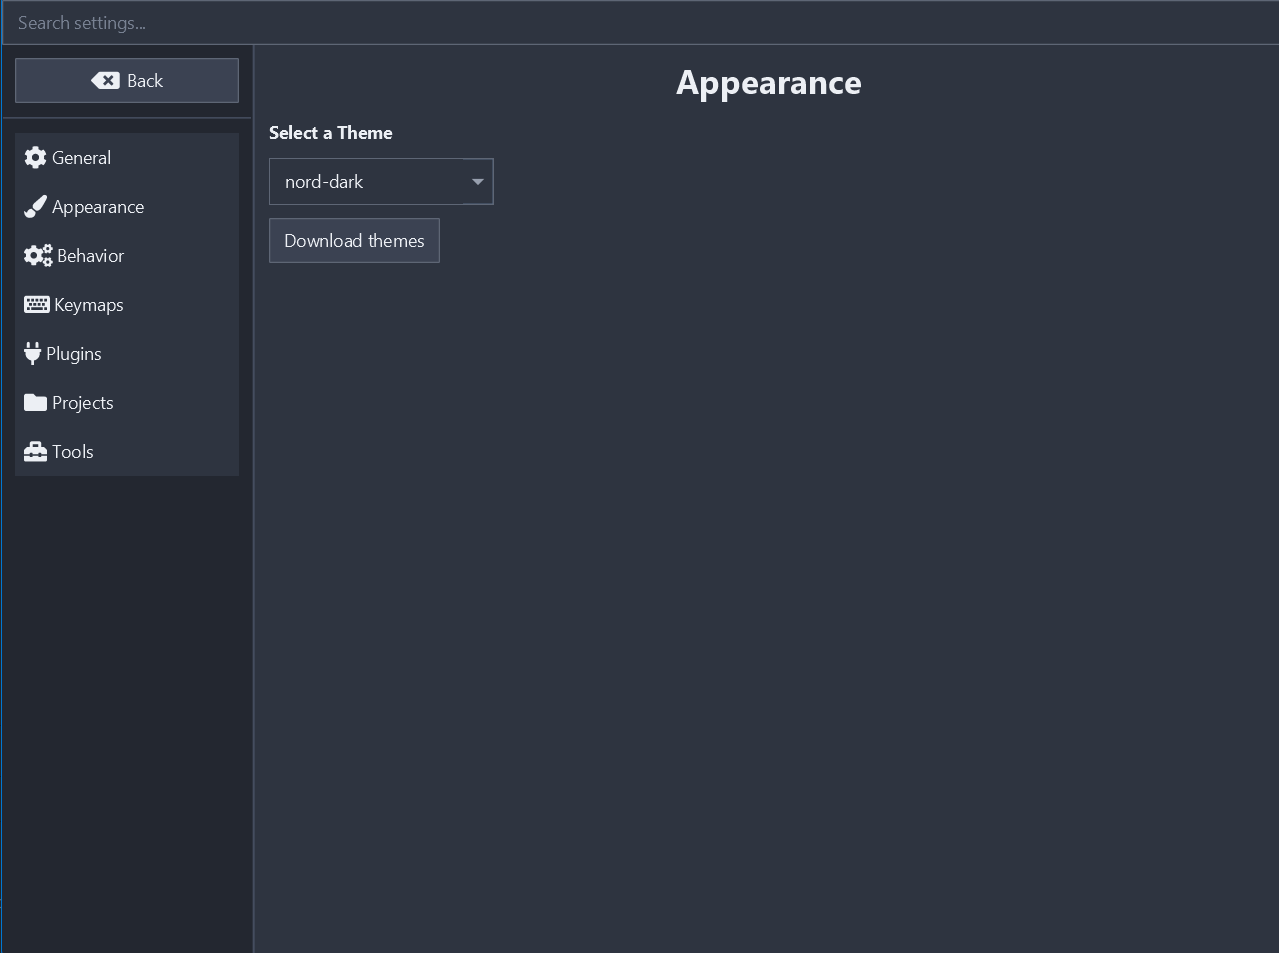 Search settings...
Back
General
Appearance
Behavior
Keymaps
Plugins
Projects
Tools
Appearance
Select a Theme
nord-dark
Download themes